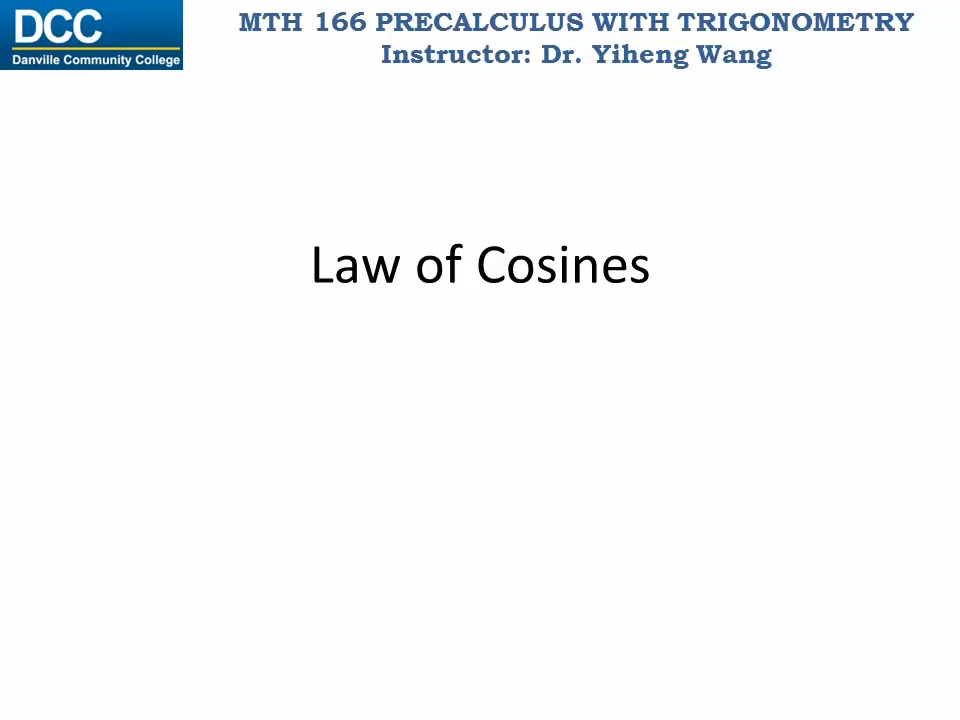 DCC
Danville Community College
MTH 166 PRECALCULUS WITH TRIGONOMETRY
Instructor: Dr. Yiheng Wang
Law of Cosines